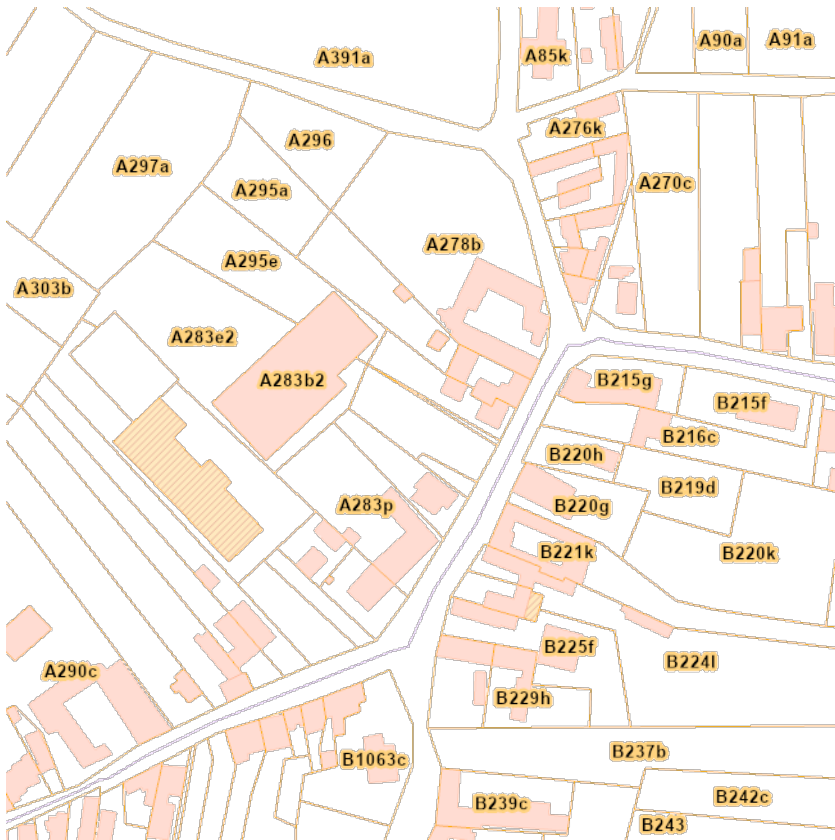 A391a
A85k
A90a
A91a
A296
A276k
A297a
A295a
A270c
A278b
A295e
A303b
A283e2
A283b2
B215g
B215f
B216c
B220h
B219d
A283p
B220g
B221k
B220k
B225f
B224l
A290c
B229h
B237b
B1063c
B242c
B239c
B243